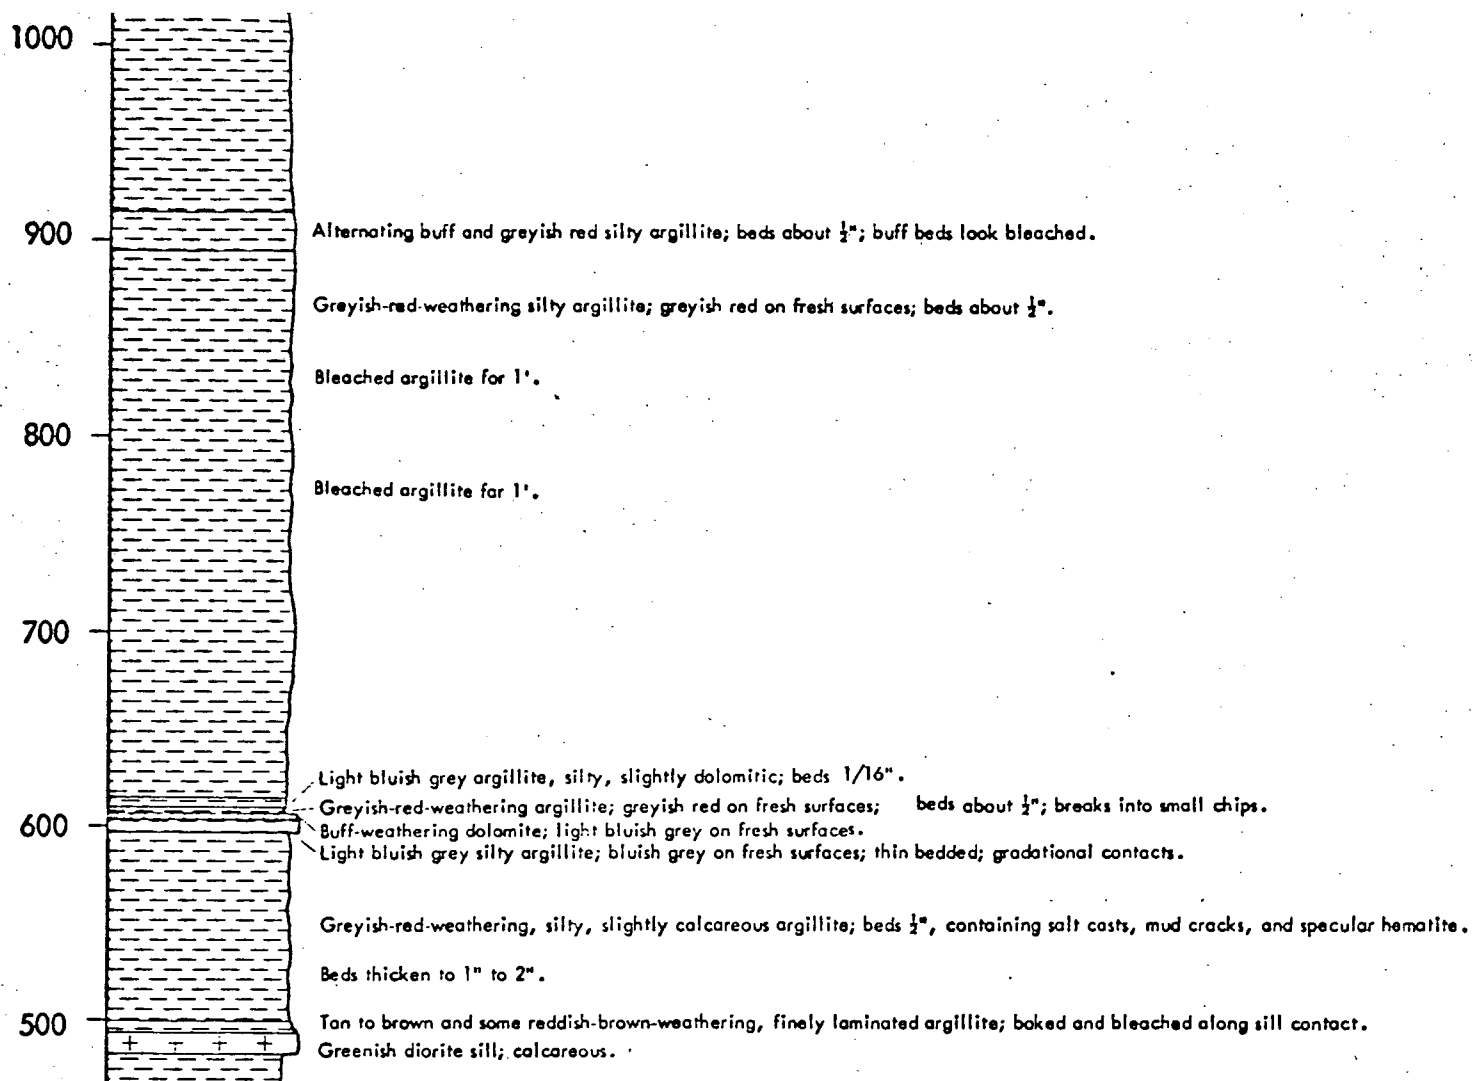 1000
900
Alternating buff and greyish red silty argillite; beds about ½"; buff beds look bleached.
Greyish-red-weathering silty argillite; greyish red on fresh surfaces; beds about ½".
Bleached argillite for 1'.
800
Bleached argillite for 1'.
700
Light bluish grey argillite, silty, slightly dolomitic; beds 1/16".
Greyish-red-weathering argillite; greyish red on fresh surfaces; beds about ½"; breaks into small chips.
600
Buff-weathering dolomite; light bluish grey on fresh surfaces.
Light bluish grey silty argillite; bluish grey on fresh surfaces; thin bedded; gradational contacts.
Greyish-red-weathering, silty, slightly calcareous argillite; beds ½", containing salt casts, mud cracks, and specular hematite.
Beds thicken to 1" to 2".
500
Tan to brown and some reddish-brown-weathering, finely laminated argillite; baked and bleached along sill contact.
Greenish diorite sill; calcareous.